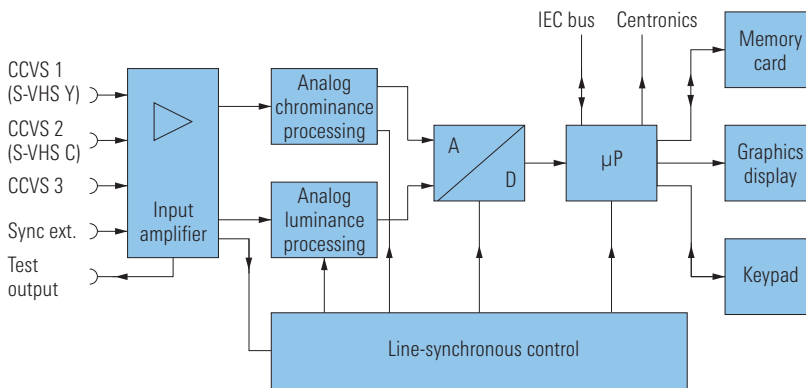 CCVS 1
(S-VHS Y)
CCVS 2
(S-VHS C)
CCVS 3
Sync ext.
Test
output
Input
amplifier
Analog
chrominance
processing
Analog
luminance
processing
A
D
IEC bus
Centronics
µP
Memory
card
Graphics
display
Keypad
Line-synchronous control